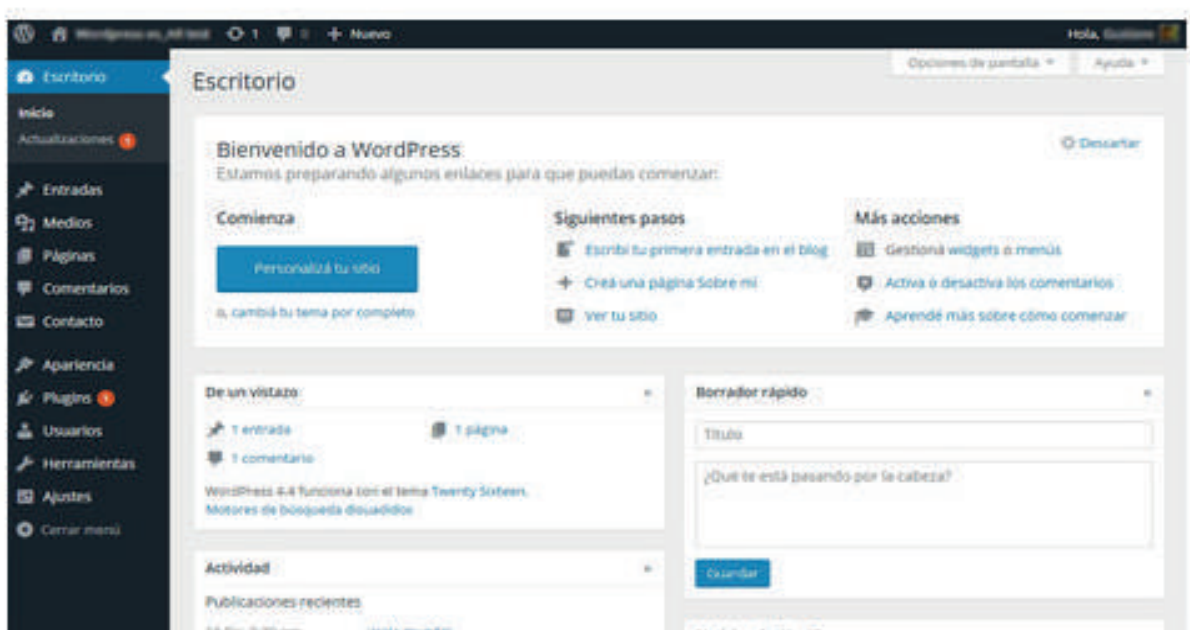 1 + Nuevo
Hola,
Opciones de pantalla
Ayuda
Escritorio
Inicio
Actualizaciones 1
Entradas
Medios
Páginas
Comentarios
Contacto
Apariencia
Plugins 1
Usuarios
Herramientas
Ajustes
Cerrar menú
Escritorio
Bienvenido a WordPress
Descartar
Estamos preparando algunos enlaces para que puedas comenzar:
Comienza
Personalizá tu sitio
o, cambiá tu tema por completo
Siguientes pasos
Escribí tu primera entrada en el blog
Creá una página Sobre mí
Ver tu sitio
Más acciones
Gestioná widgets o menús
Activa o desactiva los comentarios
Aprendé más sobre cómo comenzar
De un vistazo
1 entrada
1 página
1 comentario
WordPress 4.4 funciona con el tema Twenty Sixteen.
Motores de búsqueda disuadidos
Actividad
Publicaciones recientes
Borrador rápido
Título
¿Qué te está pasando por la cabeza?
Guardar